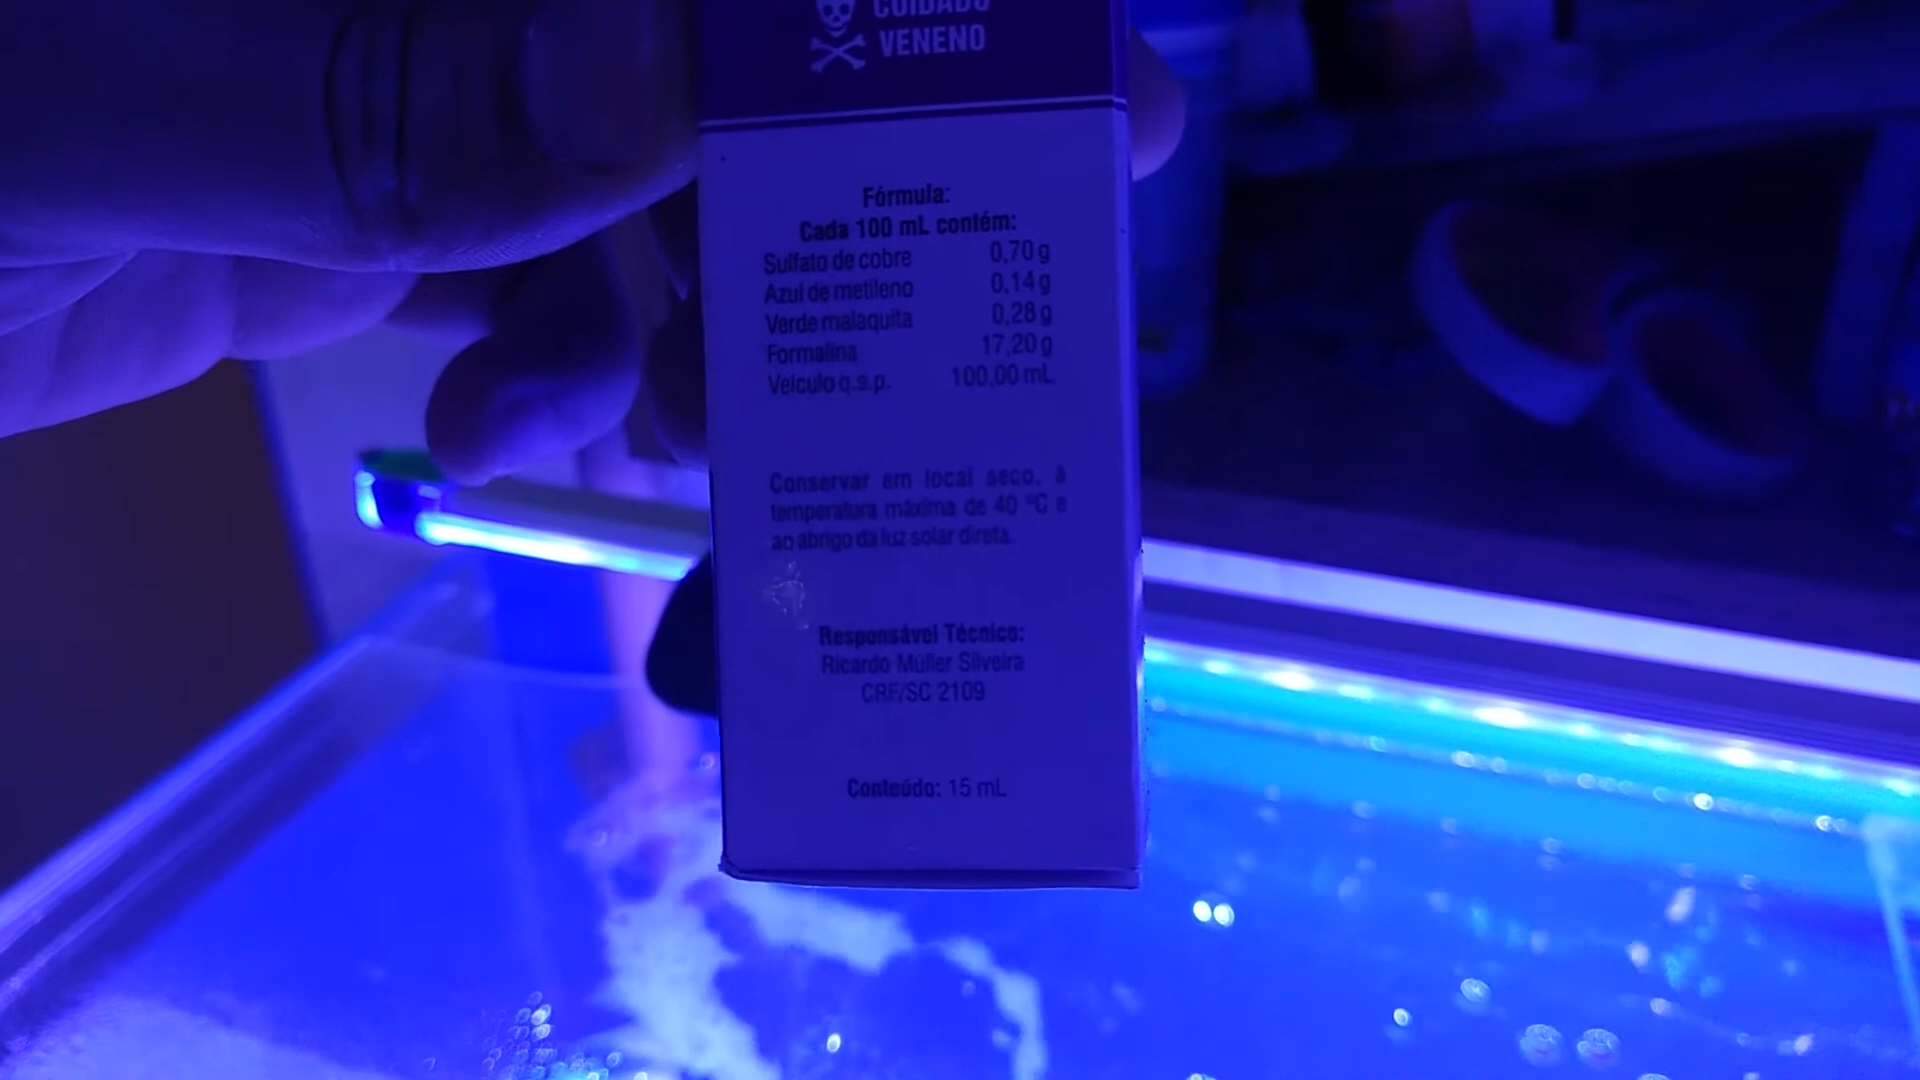 CUIDADO
VENENO
Fórmula:
Cada 100 mL contém:
Sulfato de cobre 0,70 g
Azul de metileno 0,14 g
Verde malaquita 0,28 g
Formalina 17,20 g
Veículo q.s.p. 100,00 mL
Conservar em local seco, à
temperatura máxima de 40 ºC e
ao abrigo da luz solar direta.
Responsável Técnico:
Ricardo Müller Silveira
CRF/SC 2109
Conteúdo: 15 mL